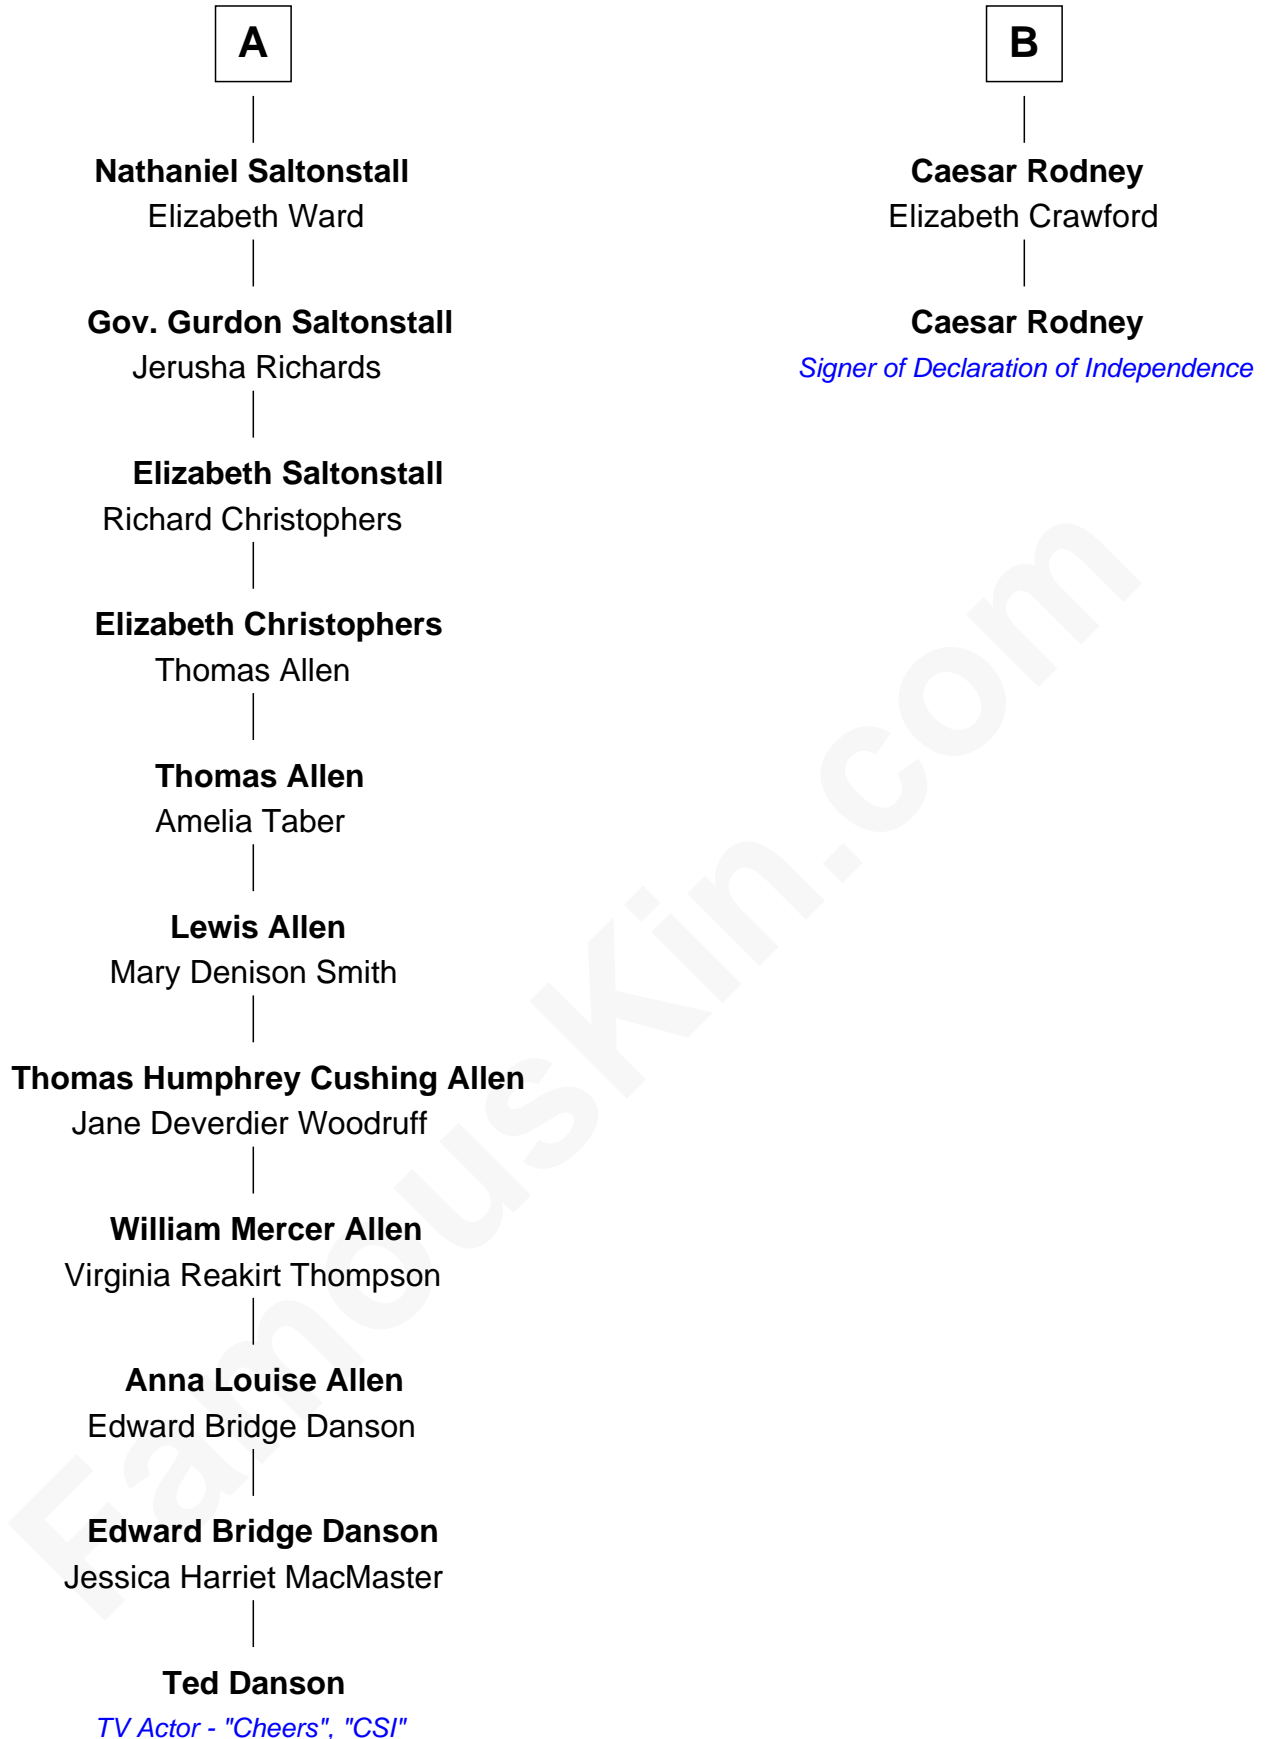 A
Nathaniel Saltonstall
Elizabeth Ward
Gov. Gurdon Saltonstall
Jerusha Richards
Elizabeth Saltonstall
Richard Christophers
Elizabeth Christophers
Thomas Allen
Thomas Allen
Amelia Taber
Lewis Allen
Mary Denison Smith
Thomas Humphrey Cushing Allen
Jane Deverdier Woodruff
William Mercer Allen
Virginia Reakirt Thompson
Anna Louise Allen
Edward Bridge Danson
Edward Bridge Danson
Jessica Harriet MacMaster
Ted Danson
TV Actor - "Cheers", "CSI"
B
Caesar Rodney
Elizabeth Crawford
Caesar Rodney
Signer of Declaration of Independence
FamousKin.com